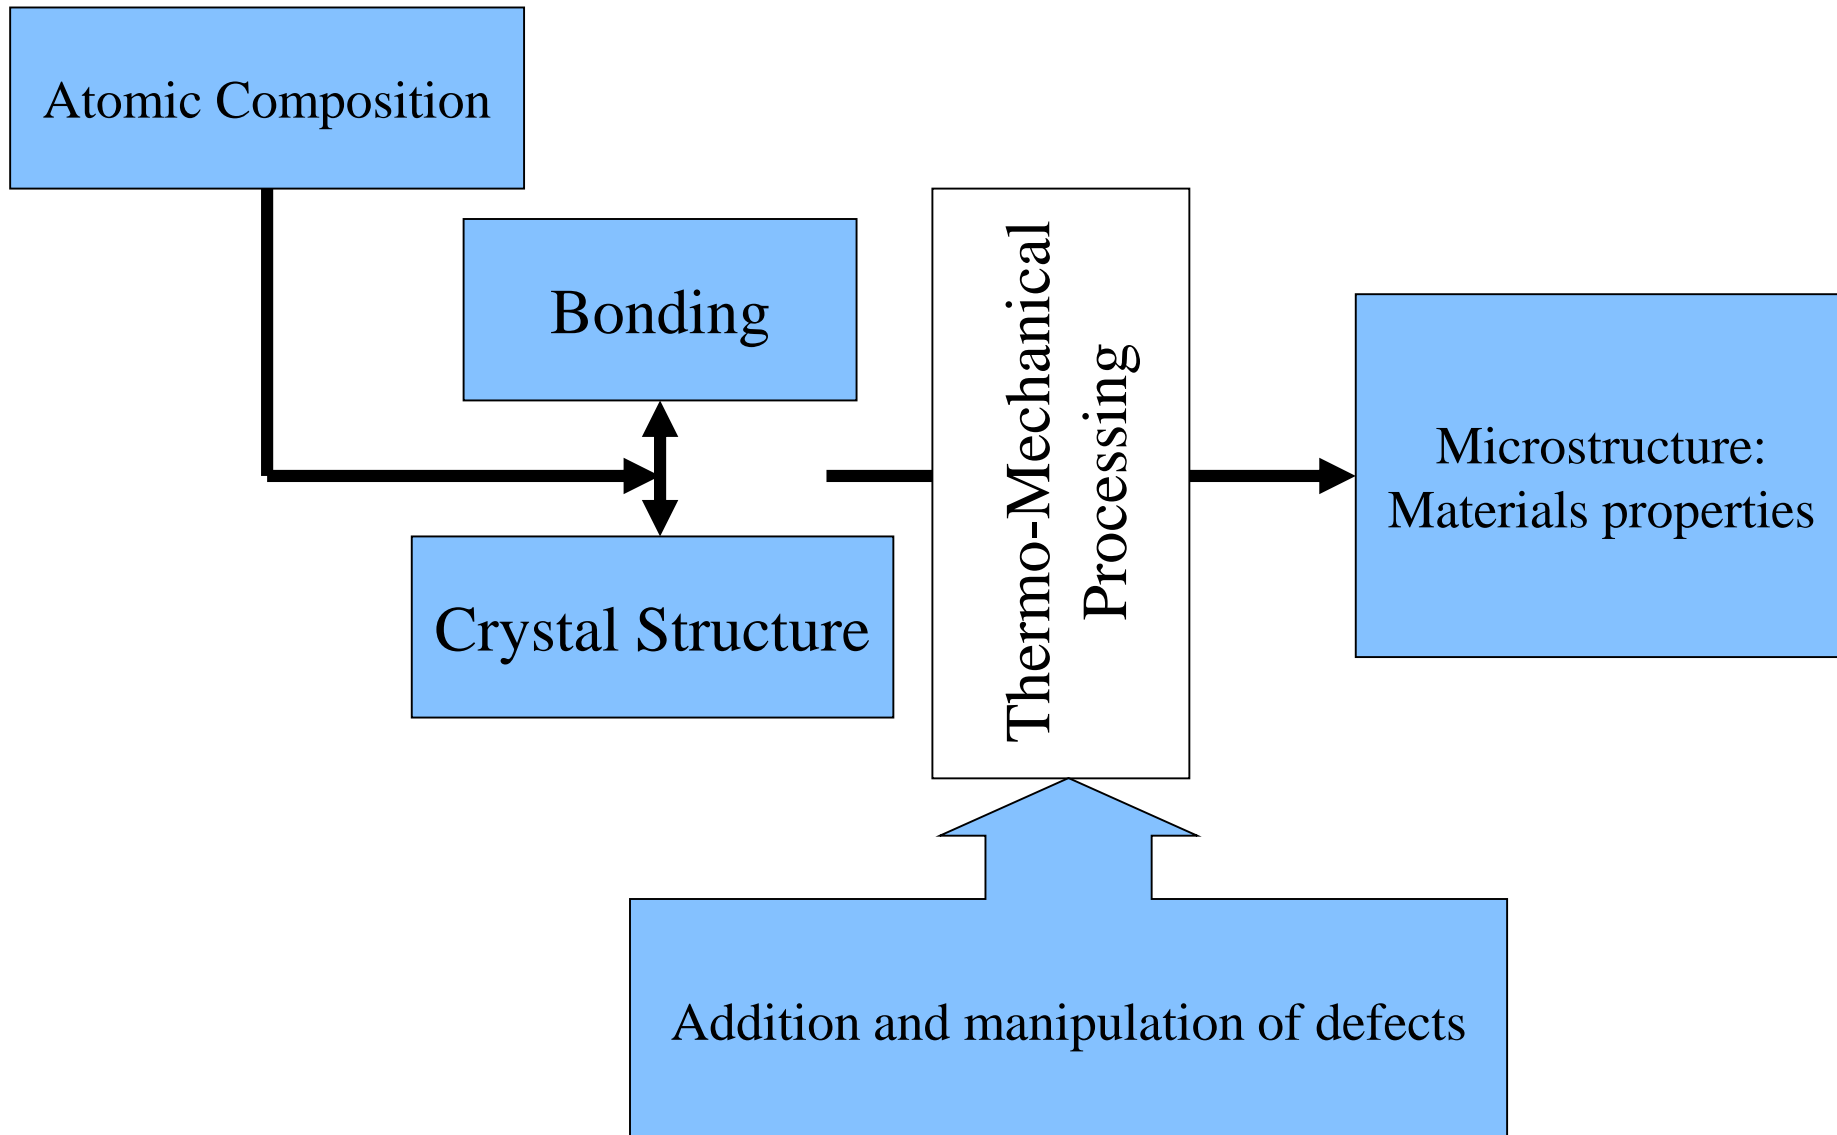 Atomic Composition
Bonding
Crystal Structure
Thermo-Mechanical
Processing
Microstructure:
Materials properties
Addition and manipulation of defects